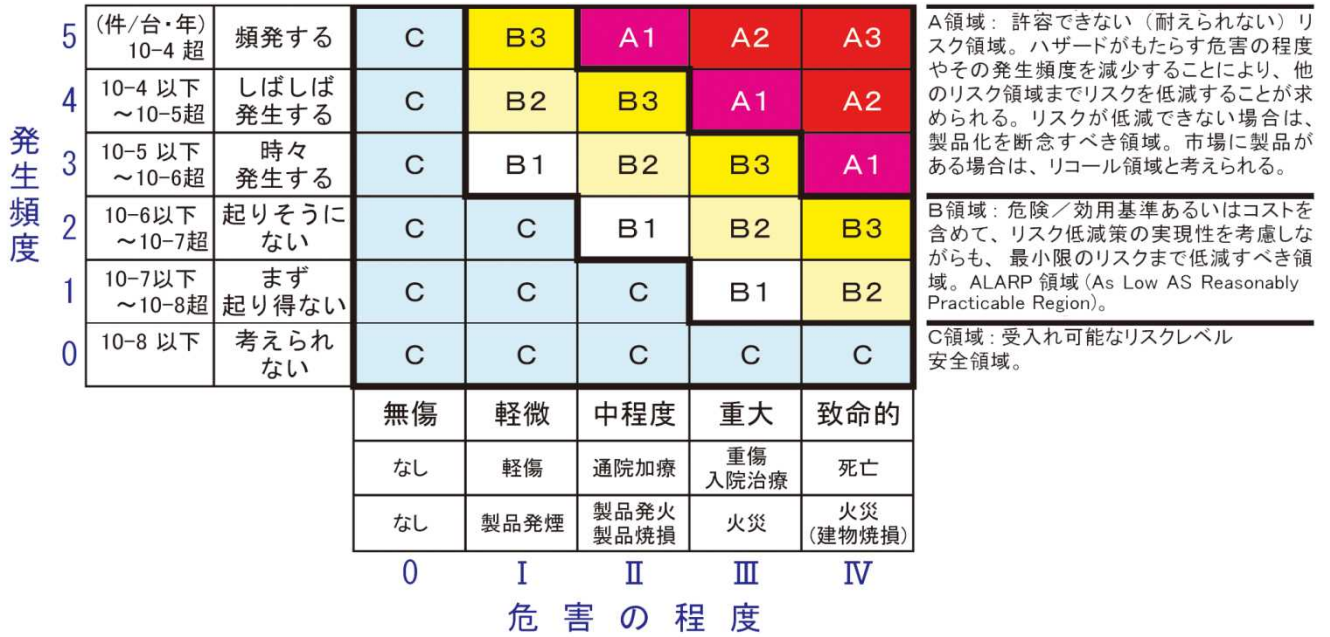 5 (件/台・年) 10-4 超 頻発する C B3 A1 A2 A3
4 10-4 以下 ~10-5超 しばしば 発生する C B2 B3 A1 A2
3 10-5 以下 ~10-6超 時々 発生する C B1 B2 B3 A1
2 10-6以下 ~10-7超 起りそうに ない C C B1 B2 B3
1 10-7以下 ~10-8超 まず 起り得ない C C C B1 B2
0 10-8 以下 考えられ ない C C C C C
発生頻度
無傷 軽微 中程度 重大 致命的
なし 軽傷 通院加療 重傷 入院治療 死亡
なし 製品発煙 製品発火 製品焼損 火災 火災 (建物焼損)
0 Ⅰ Ⅱ Ⅲ Ⅳ
危害の程度
A領域: 許容できない(耐えられない)リ
スク領域。ハザードがもたらす危害の程度
やその発生頻度を減少することにより、他
のリスク領域までリスクを低減することが求
められる。リスクが低減できない場合は、
製品化を断念すべき領域。市場に製品が
ある場合は、リコール領域と考えられる。
B領域: 危険/効用基準あるいはコストを
含めて、リスク低減策の実現性を考慮しな
がらも、最小限のリスクまで低減すべき領
域。ALARP 領域(As Low AS Reasonably
Practicable Region)。
C領域: 受入れ可能なリスクレベル
安全領域。